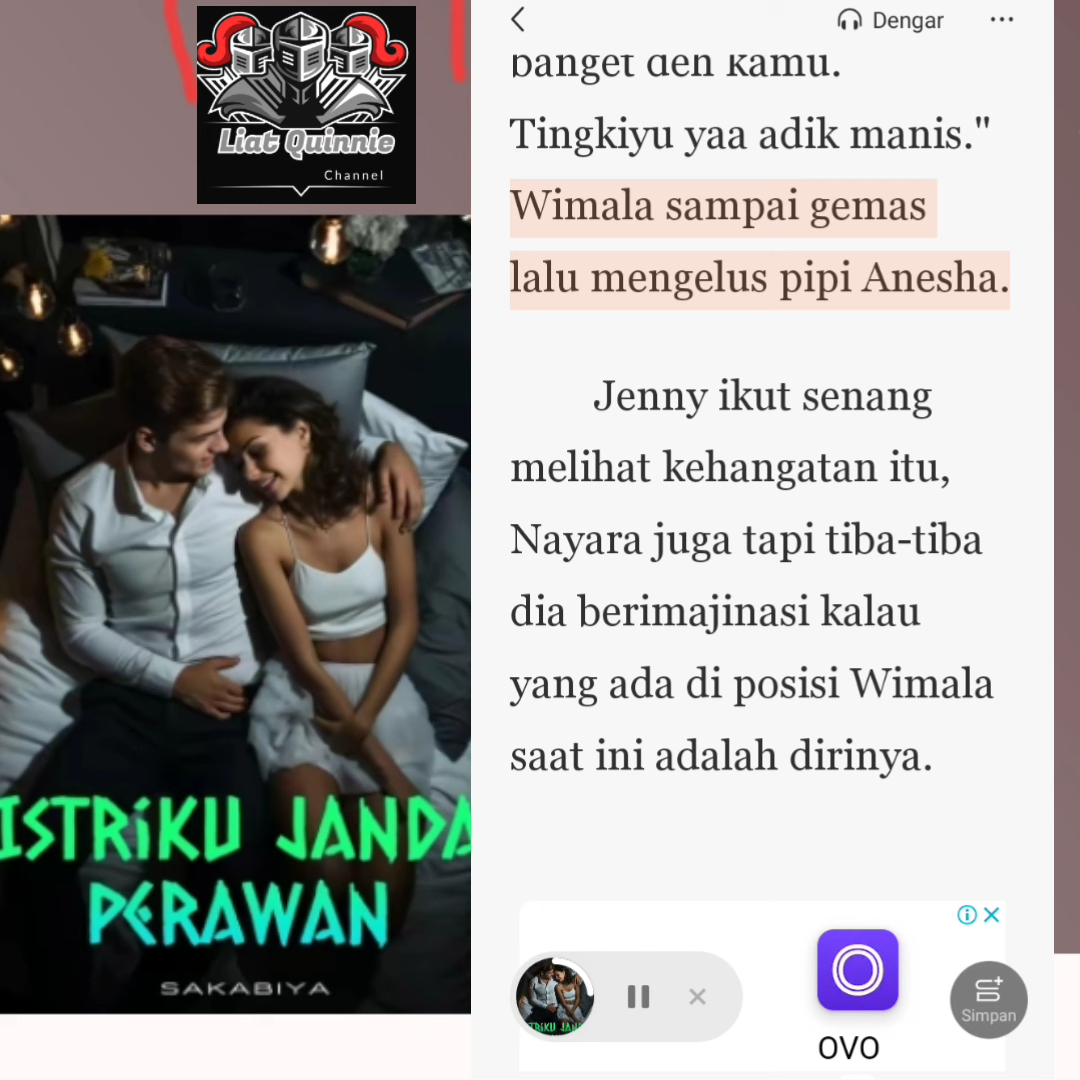 Liat Quinnie
Channel
ISTRiKU JANDA
PERAWAN
SAKABIYA
Dengar
banget deh kamu.
Tingkiyu yaa adik manis."
Wimala sampai gemas
lalu mengelus pipi Anesha.
Jenny ikut senang
melihat kehangatan itu,
Nayara juga tapi tiba-tiba
dia berimajinasi kalau
yang ada di posisi Wimala
saat ini adalah dirinya.
OVO
Simpan